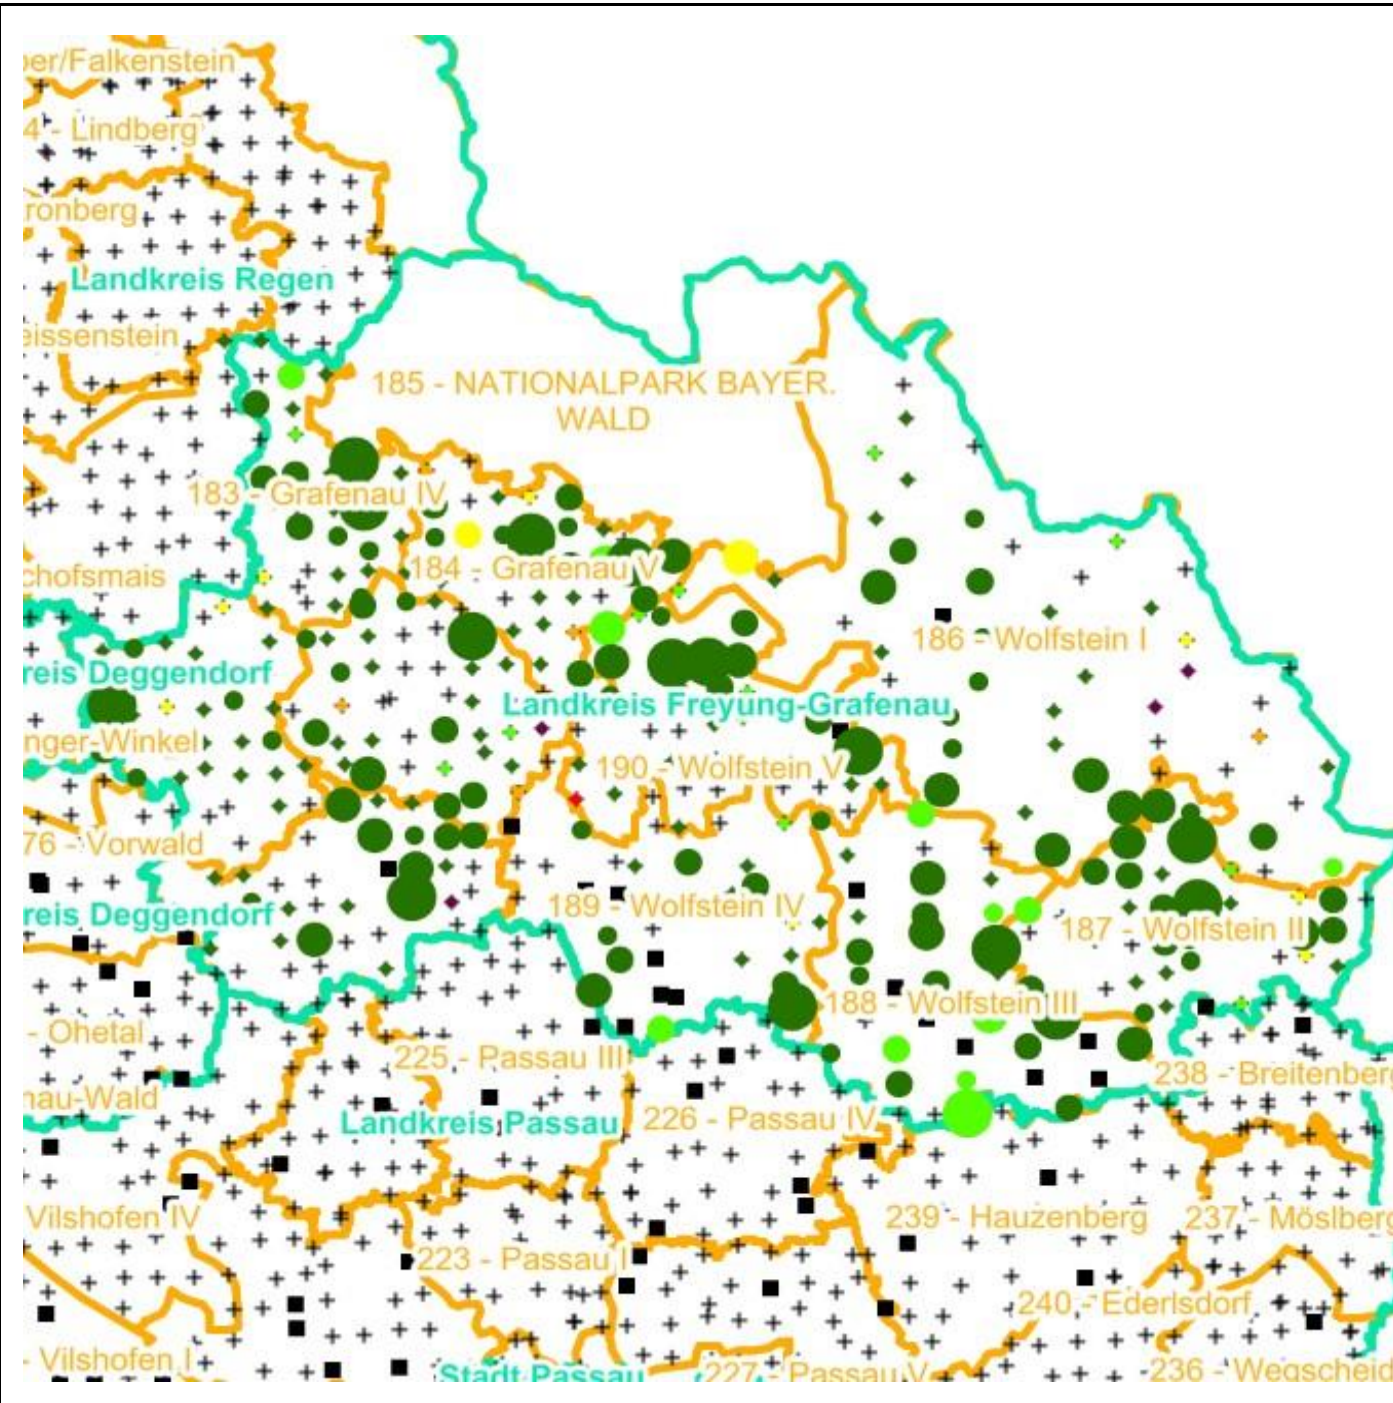 ber/Falkenstein
4 - Lindberg
ronberg
Landkreis Regen
eissenstein
185 - NATIONALPARK BAYER.
WALD
183 - Grafenau IV
184 - Grafenau V
chofsmais
186 - Wolfstein I
reis Deggendorf
Landkreis Freyung-Grafenau
nger-Winkel
190 - Wolfstein V
76 - Vorwald
189 - Wolfstein IV
reis Deggendorf
187 - Wolfstein II
188 - Wolfstein III
- Ohetal
225 - Passau III
238 - Breitenberg
nau-Wald
Landkreis Passau
226 - Passau IV
Vilshofen IV
239 - Hauzenberg
237 - Möslberg
223 - Passau I
240 - Ederlsdorf
- Vilshofen I
Stadt Passau
227 - Passau V
236 - Wegscheid